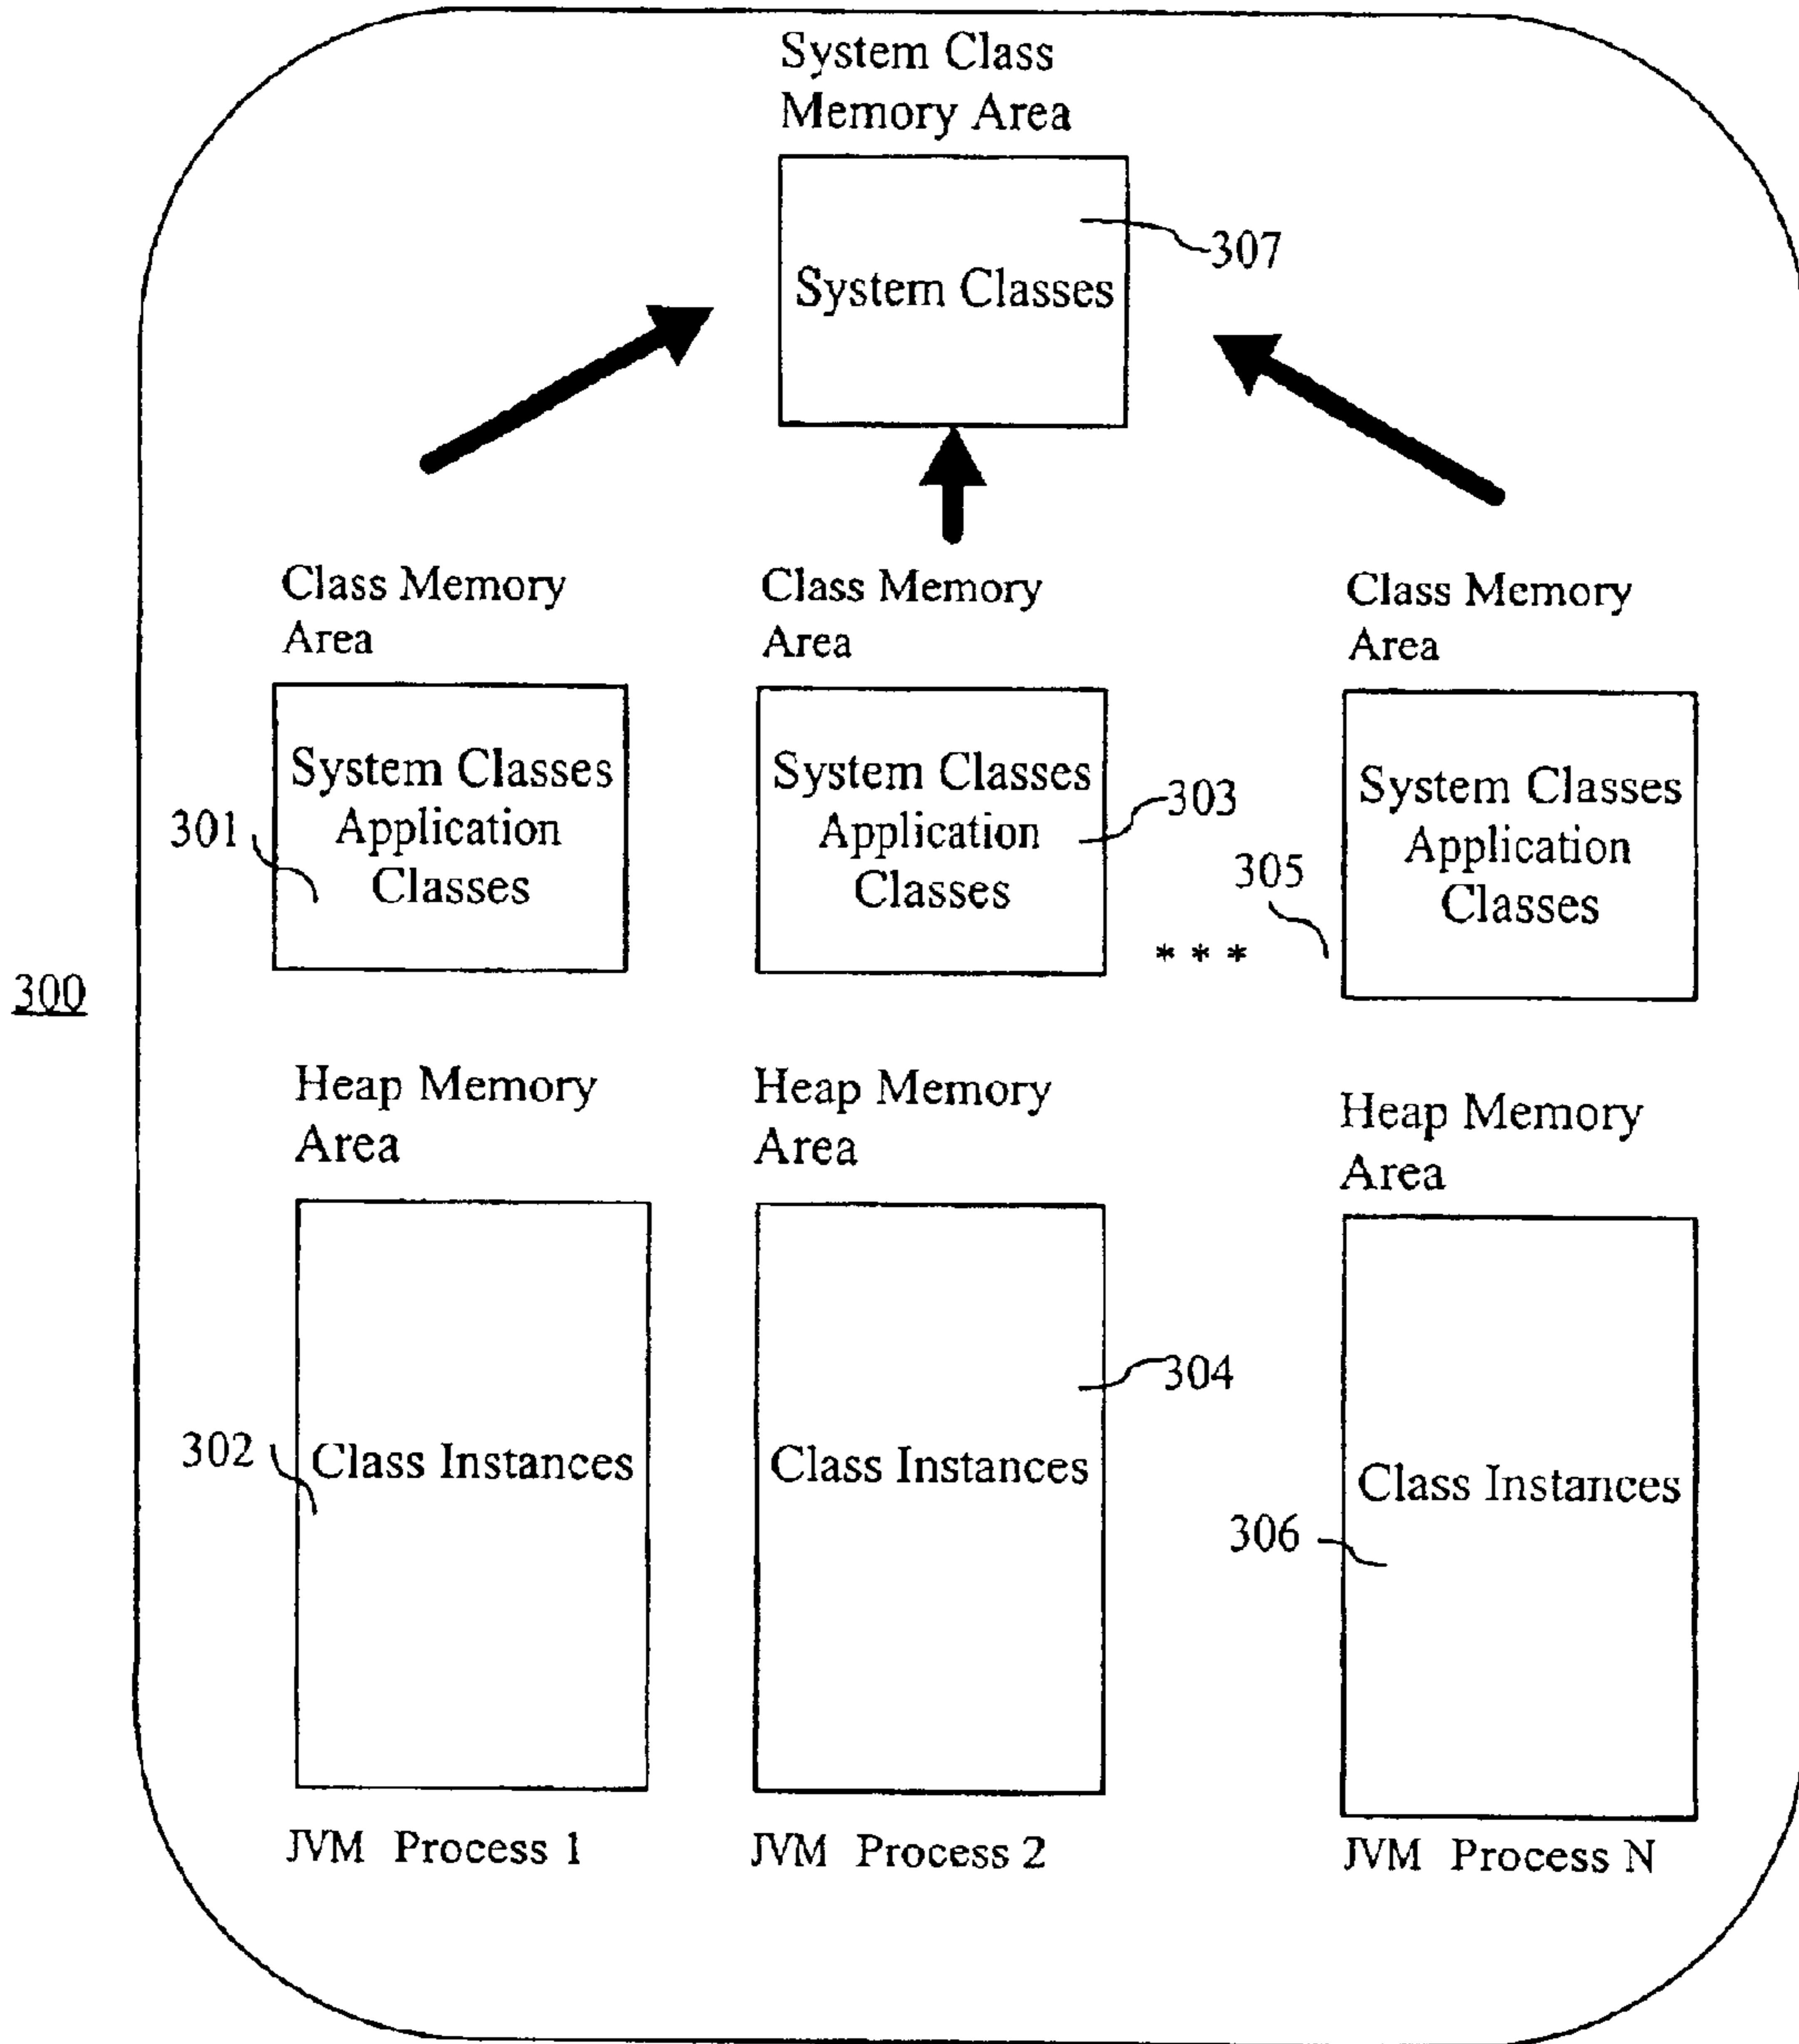 System Class
Memory Area
System Classes
307
Class Memory
Area
System Classes
Application
Classes
301
Class Memory
Area
System Classes
Application
Classes
303
* * *
Class Memory
Area
System Classes
Application
Classes
305
300
Heap Memory
Area
Class Instances
302
Heap Memory
Area
Class Instances
304
Heap Memory
Area
Class Instances
306
JVM Process 1
JVM Process 2
JVM Process N